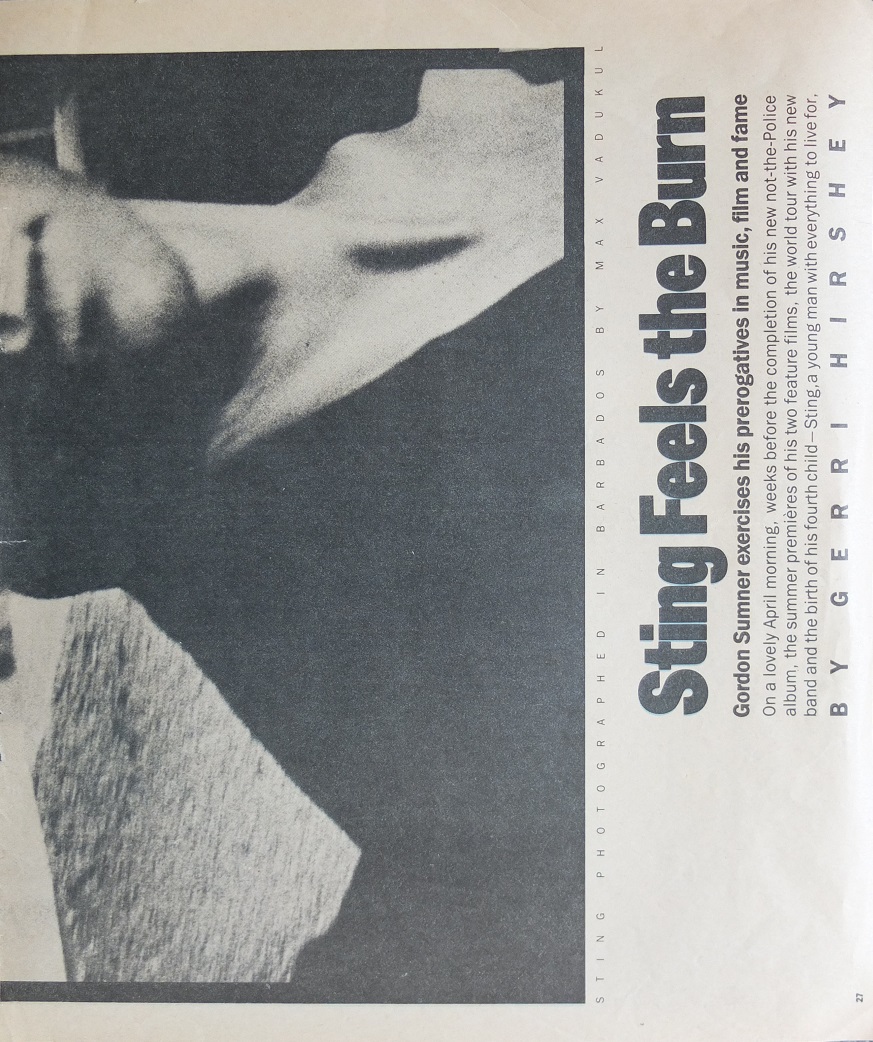 STING PHOTOGRAPHED IN BARBADOS BY MAX VADUKUL
Sting Feels the Burn
Gordon Sumner exercises his prerogatives in music, film and fame
On a lovely April morning, weeks before the completion of his new not-the-Police
album, the summer premières of his two feature films, the world tour with his new
band and the birth of his fourth child—Sting, a young man with everything to live for,
BY GERRI HIRSHEY
27